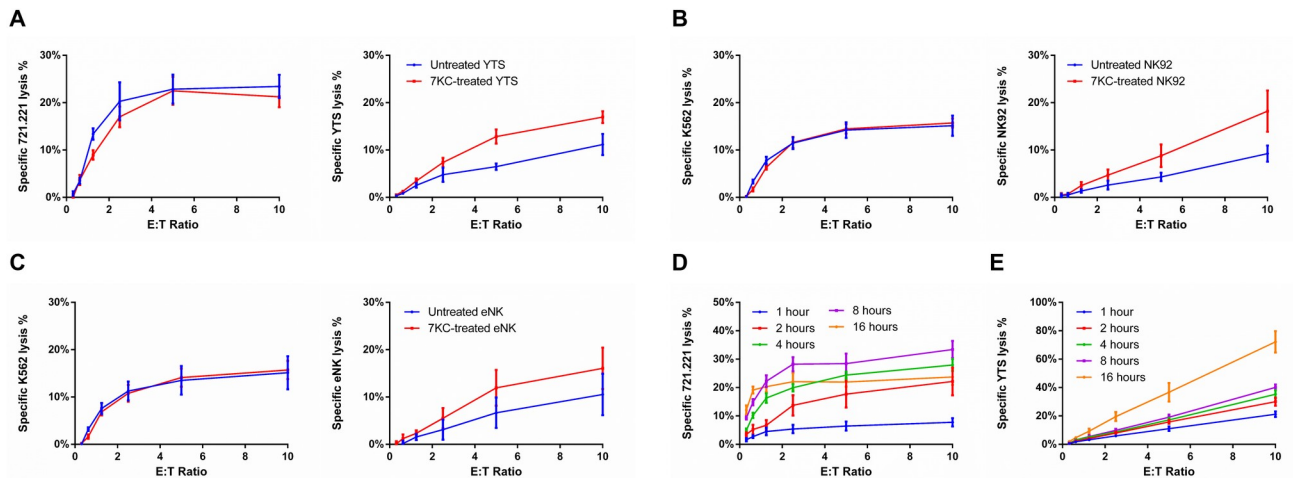 A
30%
20%
10%
0%
0 2 4 6 8 10
Specific 721.221 lysis %
E:T Ratio
30%
20%
10%
0%
0 2 4 6 8 10
Specific YTS lysis %
E:T Ratio
Untreated YTS
7KC-treated YTS
B
30%
20%
10%
0%
0 2 4 6 8 10
Specific K562 lysis %
E:T Ratio
30%
20%
10%
0%
0 2 4 6 8 10
Specific NK92 lysis %
E:T Ratio
Untreated NK92
7KC-treated NK92
C
30%
20%
10%
0%
0 2 4 6 8 10
Specific K562 lysis %
E:T Ratio
30%
20%
10%
0%
0 2 4 6 8 10
Specific eNK lysis %
E:T Ratio
Untreated eNK
7KC-treated eNK
D
50%
40%
30%
20%
10%
0%
0 2 4 6 8 10
Specific 721.221 lysis %
E:T Ratio
1 hour
2 hours
4 hours
8 hours
16 hours
E
100%
80%
60%
40%
20%
0%
0 2 4 6 8 10
Specific YTS lysis %
E:T Ratio
1 hour
2 hours
4 hours
8 hours
16 hours